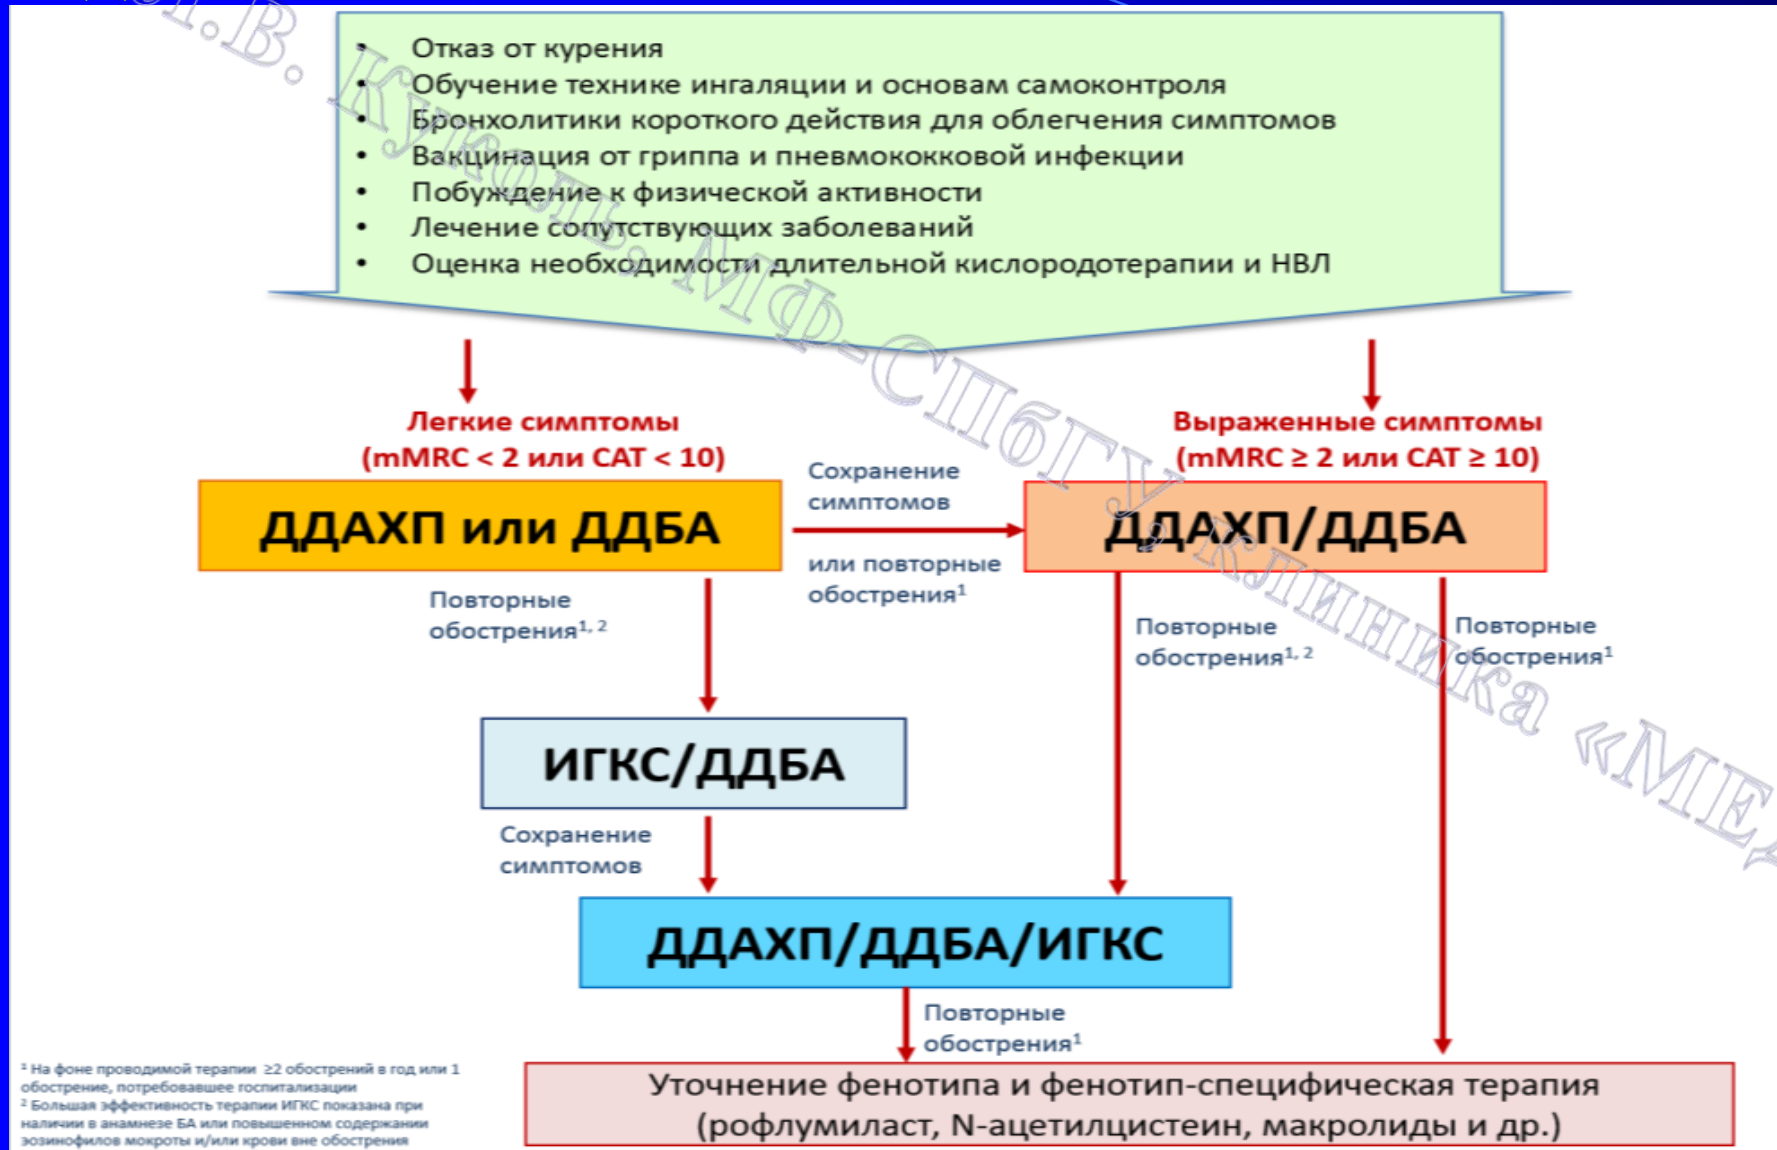 • Отказ от курения
• Обучение технике ингаляции и основам самоконтроля
• Бронхолитики короткого действия для облегчения симптомов
• Вакцинация от гриппа и пневмококковой инфекции
• Побуждение к физической активности
• Лечение сопутствующих заболеваний
• Оценка необходимости длительной кислородотерапии и НВЛ
Легкие симптомы
(mMRC < 2 или CAT < 10)
Выраженные симптомы
(mMRC ≥ 2 или CAT ≥ 10)
ДДАХП или ДДБА
Сохранение
симптомов
или повторные
обострения¹
ДДАХП/ДДБА
Повторные
обострения¹, ²
Повторные
обострения¹, ²
Повторные
обострения¹
ИГКС/ДДБА
Сохранение
симптомов
ДДАХП/ДДБА/ИГКС
Повторные
обострения¹
Уточнение фенотипа и фенотип-специфическая терапия
(рофлумиласт, N-ацетилцистеин, макролиды и др.)
¹ На фоне проводимой терапии ≥2 обострений в год или 1
обострение, потребовавшее госпитализации
² Большая эффективность терапии ИГКС показана при
наличии в анамнезе БА или повышенном содержании
эозинофилов мокроты и/или крови вне обострения
.В. Куколь, МФ-СПбГУ, клиника «МЕД